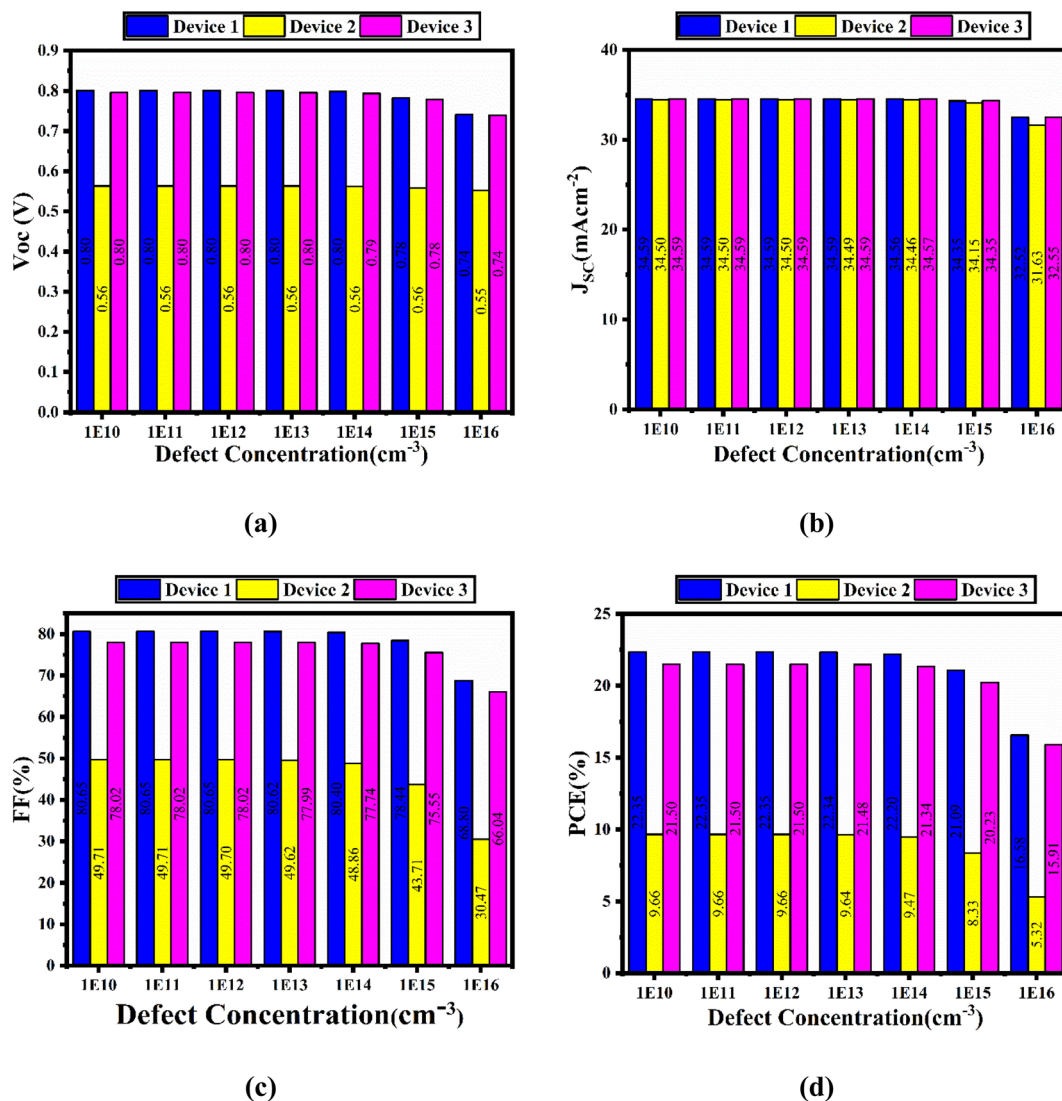 Device 1 Device 2 Device 3
0.9
0.8
0.7
0.6
0.5
0.4
0.3
0.2
0.1
0.0
Voc (V)
0.80 0.56 0.80 0.80 0.56 0.80 0.80 0.56 0.80 0.80 0.56 0.80 0.80 0.56 0.79 0.78 0.56 0.78 0.74 0.55 0.74
1E10 1E11 1E12 1E13 1E14 1E15 1E16
Defect Concentration(cm⁻³)
(a)
Device 1 Device 2 Device 3
40
30
20
10
0
J_SC(mAcm⁻²)
34.59 34.50 34.59 34.59 34.50 34.59 34.59 34.50 34.59 34.59 34.49 34.59 34.56 34.46 34.57 34.35 34.15 34.35 32.52 31.63 32.55
1E10 1E11 1E12 1E13 1E14 1E15 1E16
Defect Concentration(cm⁻³)
(b)
Device 1 Device 2 Device 3
80
70
60
50
40
30
20
10
0
FF(%)
80.65 49.71 78.02 80.65 49.71 78.02 80.65 49.70 78.02 80.62 49.62 77.99 80.40 48.86 77.74 78.44 43.71 75.55 68.80 30.47 66.04
1E10 1E11 1E12 1E13 1E14 1E15 1E16
Defect Concentration(cm⁻³)
(c)
Device 1 Device 2 Device 3
25
20
15
10
5
0
PCE(%)
22.35 9.66 21.50 22.35 9.66 21.50 22.35 9.66 21.50 22.34 9.64 21.48 22.20 9.47 21.34 21.09 8.33 20.23 16.58 5.32 15.91
1E10 1E11 1E12 1E13 1E14 1E15 1E16
Defect Concentration(cm⁻³)
(d)